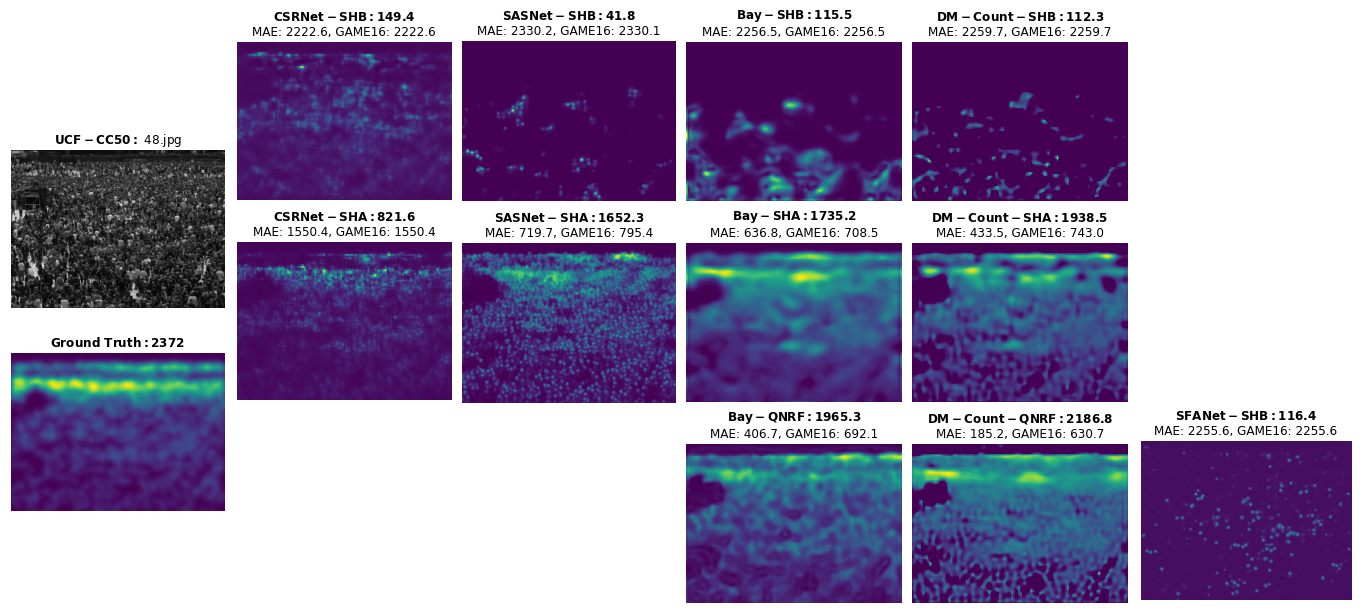 CSRNet−SHB: 149.4
MAE: 2222.6, GAME16: 2222.6
SASNet−SHB: 41.8
MAE: 2330.2, GAME16: 2330.1
Bay−SHB: 115.5
MAE: 2256.5, GAME16: 2256.5
DM−Count−SHB: 112.3
MAE: 2259.7, GAME16: 2259.7
UCF−CC50: 48.jpg
CSRNet−SHA: 821.6
MAE: 1550.4, GAME16: 1550.4
SASNet−SHA: 1652.3
MAE: 719.7, GAME16: 795.4
Bay−SHA: 1735.2
MAE: 636.8, GAME16: 708.5
DM−Count−SHA: 1938.5
MAE: 433.5, GAME16: 743.0
Ground Truth: 2372
Bay−QNRF: 1965.3
MAE: 406.7, GAME16: 692.1
DM−Count−QNRF: 2186.8
MAE: 185.2, GAME16: 630.7
SFANet−SHB: 116.4
MAE: 2255.6, GAME16: 2255.6